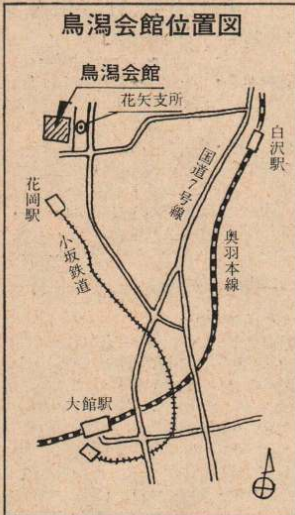 鳥潟会館位置図
鳥潟会館
花矢支所
白沢駅
国道7号線
花岡駅
小坂鉄道
奥羽本線
大館駅